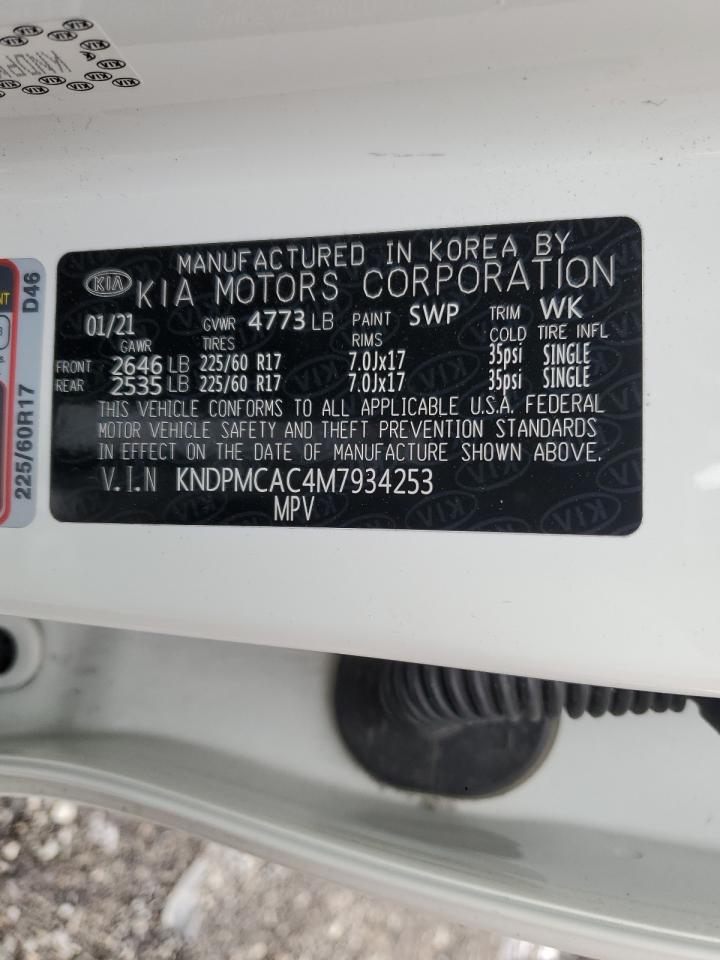 MANUFACTURED IN KOREA BY
KIA KIA MOTORS CORPORATION
01/21 GVWR 4773 LB PAINT SWP TRIM WK
GAWR TIRES RIMS COLD TIRE INFL
FRONT 2646 LB 225/60 R17 7.0Jx17 35psi SINGLE
REAR 2535 LB 225/60 R17 7.0Jx17 35psi SINGLE
THIS VEHICLE CONFORMS TO ALL APPLICABLE U.S.A. FEDERAL
MOTOR VEHICLE SAFETY AND THEFT PREVENTION STANDARDS
IN EFFECT ON THE DATE OF MANUFACTURE SHOWN ABOVE.
V.I.N KNDPMCAC4M7934253
MPV
225/60R17 D46